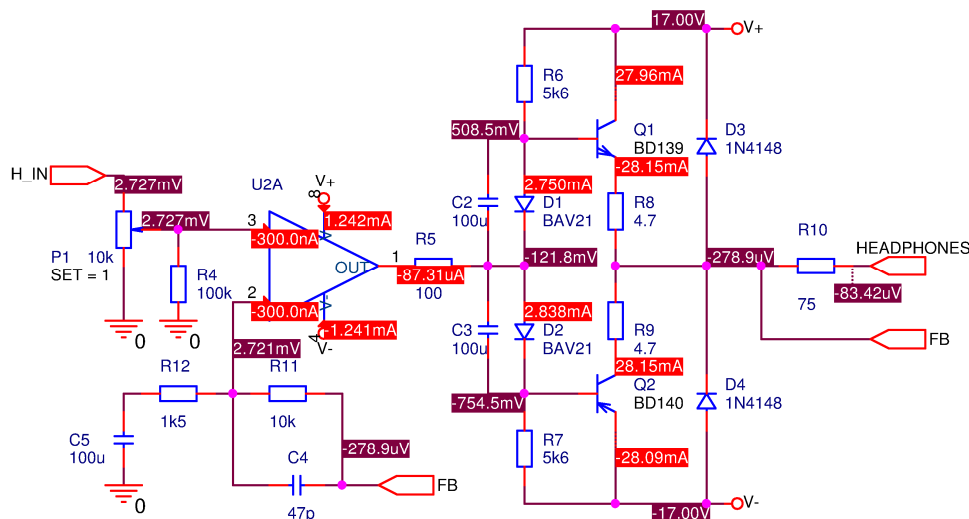 17.00V
V+
R6
5k6
27.96mA
508.5mV
Q1
BD139
D3
1N4148
H_IN
2.727mV
U2A
V+
8
-28.15mA
2.750mA
C2
100u
D1
BAV21
R8
4.7
2.727mV
3
1.242mA
-300.0nA
V+
P1
10k
SET = 1
R4
100k
OUT
1
R5
-87.31uA
100
-121.8mV
-278.9uV
R10
75
HEADPHONES
-83.42uV
0
0
2
-300.0nA
V-
-1.241mA
4
V-
2.838mA
C3
100u
D2
BAV21
R9
4.7
FB
2.721mV
R12
1k5
R11
10k
28.15mA
-754.5mV
Q2
BD140
D4
1N4148
C5
100u
-278.9uV
R7
5k6
-28.09mA
C4
47p
FB
0
-17.00V
V-